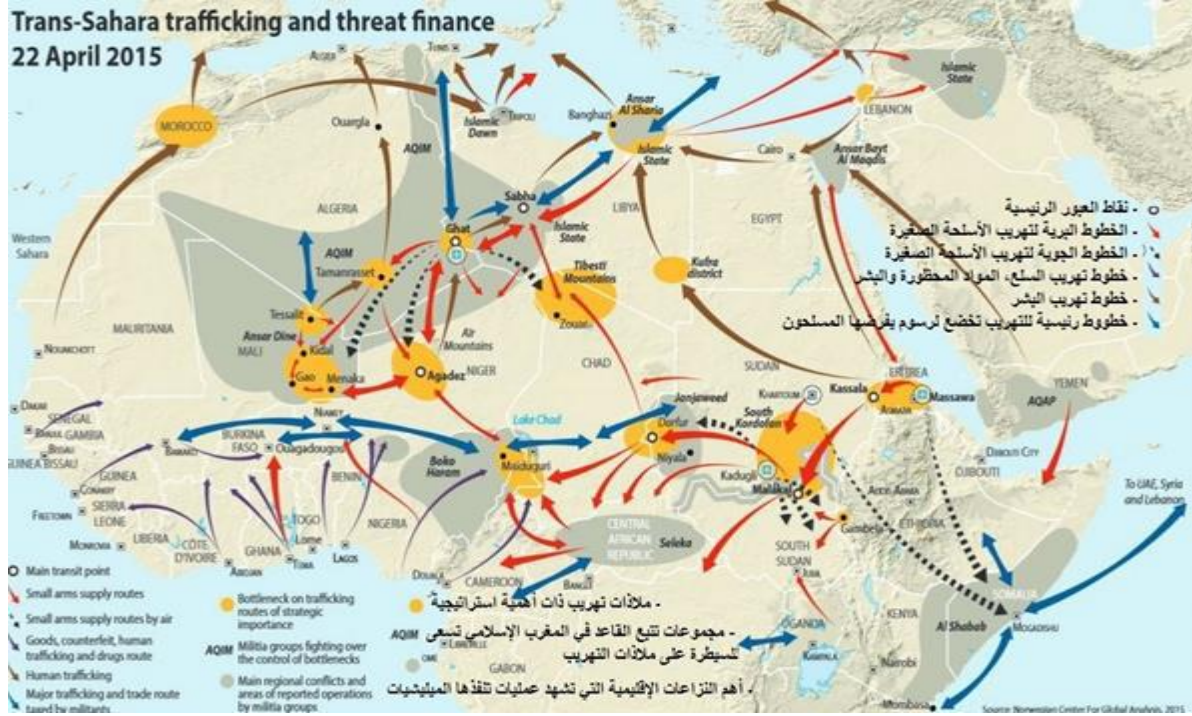 Trans-Sahara trafficking and threat finance
22 April 2015
ALGIER
TUNIS
MOROCCO
Ouargla
AQIM
Islamic
Dawn
TRIPOLI
Banghazi
Ansar
Al Sharia
Islamic
State
LEBANON
Islamic
State
Cairo
Ansar Bayt
Al Maqdis
Western
Sahara
ALGERIA
Sabha
Ghat
Islamic
State
LIBYA
EGYPT
AQIM
Tamanrasset
Tibesti
Mountains
Kufra
district
Zouar
Tessalit
Ansar Dine
MALI
Kidal
Gao
Menaka
MAURITANIA
NOUAKCHOTT
Aïr
Mountains
Agadez
NIGER
CHAD
SUDAN
ERITREA
Kassala
Massawa
ASMARA
YEMEN
AQAP
KHARTOUM
Janjaweed
Darfur
Niyala
South
Kordofan
Kadugli
Malakal
DAKAR
SENEGAL
GAMBIA
BISSAU
GUINEA BISSAU
GUINEA
CONAKRY
FREETOWN
SIERRA
LEONE
MONROVIA
LIBERIA
CÔTE
D'IVOIRE
ABIDJAN
GHANA
TOGO
Lome
BENIN
LAGOS
NIGERIA
BAMAKO
BURKINA
FASO
Ouagadougou
NIAMEY
Boko
Haram
Lake Chad
Maiduguri
DOUALA
CAMEROON
CENTRAL
AFRICAN
REPUBLIC
Seleka
SOUTH
SUDAN
JUBA
Gambela
ADDIS ABABA
ETHIOPIA
DJIBOUTI CITY
DJIBOUTI
To UAE, Syria
and Lebanon
SOMALIA
MOGADISHU
Al Shabab
KENYA
Nairobi
Mombasa
UGANDA
KAMPALA
LIBREVILLE
GABON
- نقاط العبور الرئيسية
- الخطوط البرية لتهريب الأسلحة الصغيرة
- الخطوط الجوية لتهريب الأسلحة الصغيرة
- خطوط تهريب السلع، المواد المحظورة والبشر
- خطوط تهريب البشر
- خطوط رئيسية للتهريب تخضع لرسوم يفرضها المسلحون
Main transit point
Small arms supply routes
Small arms supply routes by air
Goods, counterfeit, human
trafficking and drugs route
Human trafficking
Major trafficking and trade route
taxed by militants
Bottleneck on trafficking
routes of strategic
importance
AQIM Militia groups fighting over
the control of bottlenecks
Main regional conflicts and
areas of reported operations
by militia groups
- ملاذات تهريب ذات أهمية استراتيجية
AQIM - مجموعات تتبع القاعد في المغرب الإسلامي تسعى
للسيطرة على ملاذات التهريب
- أهم النزاعات الإقليمية التي تشهد عمليات تنفذها الميليشيات
Source: Norwegian Center For Global Analysis, 2015